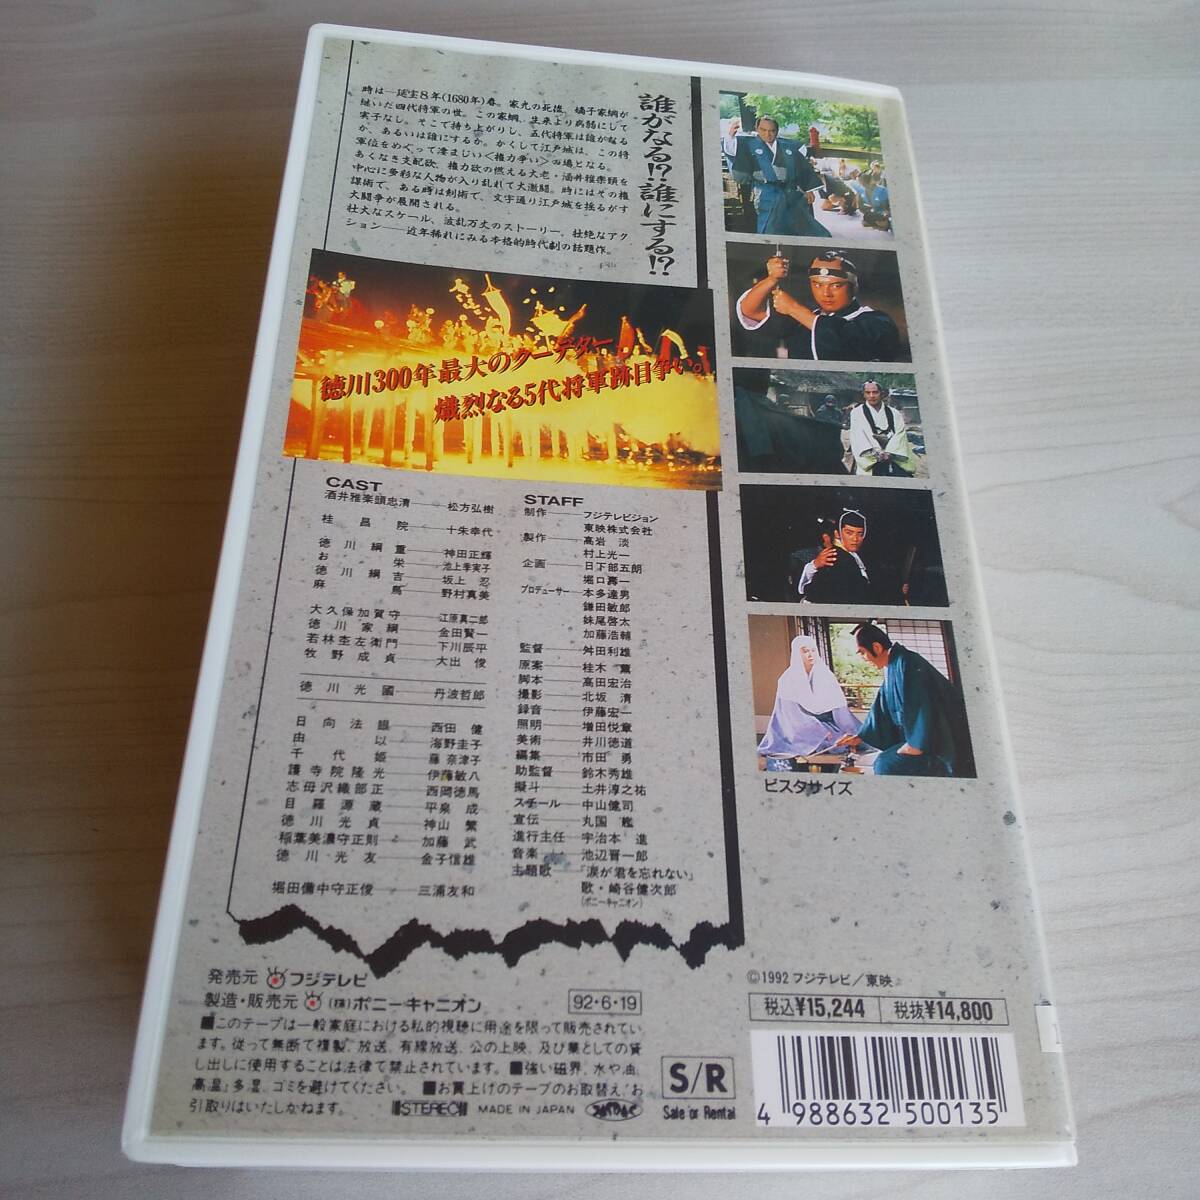 誰がなる!?誰にする!?
時は—延宝8年(1680年)春。家光の死後、嫡子家綱が
継いだ四代将軍の世。この家綱、生来より病弱にして
実子なし。そこで持ち上がりし、五代将軍は誰がなる
か、あるいは誰にするか。かくして江戸城は、この将
軍位をめぐって凄まじい<権力争い>の場となる。
あくなき支配欲、権力欲の燃える大老・酒井雅楽頭を
中心に多彩な人物が入り乱れて大激闘。時にはその権
謀術で、ある時は剣術で、文字通り江戸城を揺るがす
大闘争が展開される。
壮大なスケール、波乱万丈のストーリー。壮絶なアク
ション—近年稀れにみる本格的時代劇の話題作。
徳川300年最大のクーデター
熾烈なる5代将軍跡目争い。
CAST
酒井雅楽頭忠清—松方弘樹
桂昌院—十朱幸代
徳川綱重—神田正輝
お栄—池上季実子
徳川綱吉—坂上忍
麻鳥—野村真美
大久保加賀守—江原真二郎
徳川家綱—金田賢一
若林杢左衛門—下川辰平
牧野成貞—大出俊
徳川光國—丹波哲郎
日向法眼—西田健
由以—海野圭子
千代姫—藤奈津子
護寺院隆光—伊藤敏八
志母沢織部正—西岡徳馬
目羅源蔵—平泉成
徳川光貞—神山繁
稲葉美濃守正則—加藤武
徳川光友—金子信雄
堀田備中守正俊—三浦友和
STAFF
制作—フジテレビジョン
東映株式会社
製作—高岩淡
村上光一
企画—日下部五朗
堀口壽一
プロデューサー—本多達男
鎌田敏郎
妹尾啓太
加藤浩輔
監督—舛田利雄
原案—桂木薫
脚本—高田宏治
撮影—北坂清
録音—伊藤宏一
照明—増田悦章
美術—井川徳道
編集—市田勇
助監督—鈴木秀雄
擬斗—土井淳之祐
スチール—中山健司
宣伝—丸国艦
進行主任—宇治本進
音楽—池辺晋一郎
主題歌—「涙が君を忘れない」
歌・崎谷健次郎
(ポニーキャニオン)
ビスタサイズ
発売元 フジテレビ
製造・販売元 (株)ポニーキャニオン
92・6・19
■このテープは一般家庭における私的視聴に用途を限って販売されてい
ます。従って無断で複製、放送、有線放送、公の上映、及び業としての貸
し出しに使用することは法律で禁止されています。■強い磁界、水や油、
高温、多湿、ゴミを避けてください。■お買上げのテープのお取替え、お
引取りはいたしかねます。
STEREO MADE IN JAPAN
©1992 フジテレビ/東映
税込¥15,244 税抜¥14,800
S/R
Sale or Rental
4 988632 500135